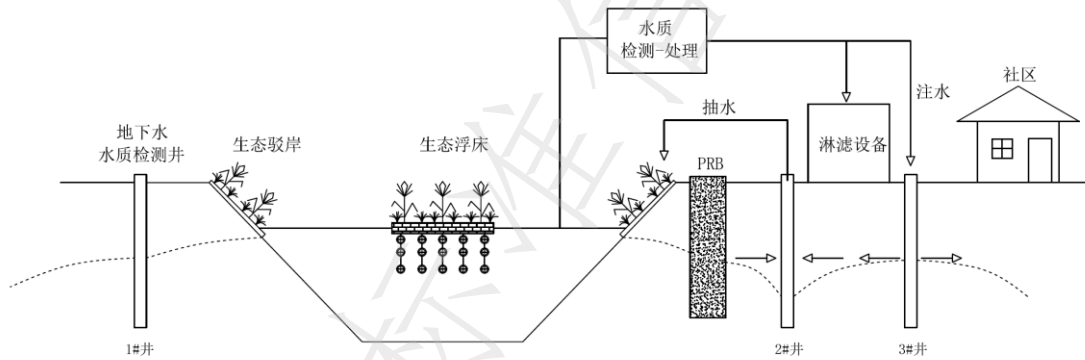 水质
检测-处理
社区
注水
抽水
地下水
水质检测井
生态驳岸
生态浮床
淋滤设备
PRB
1#井
2#井
3#井